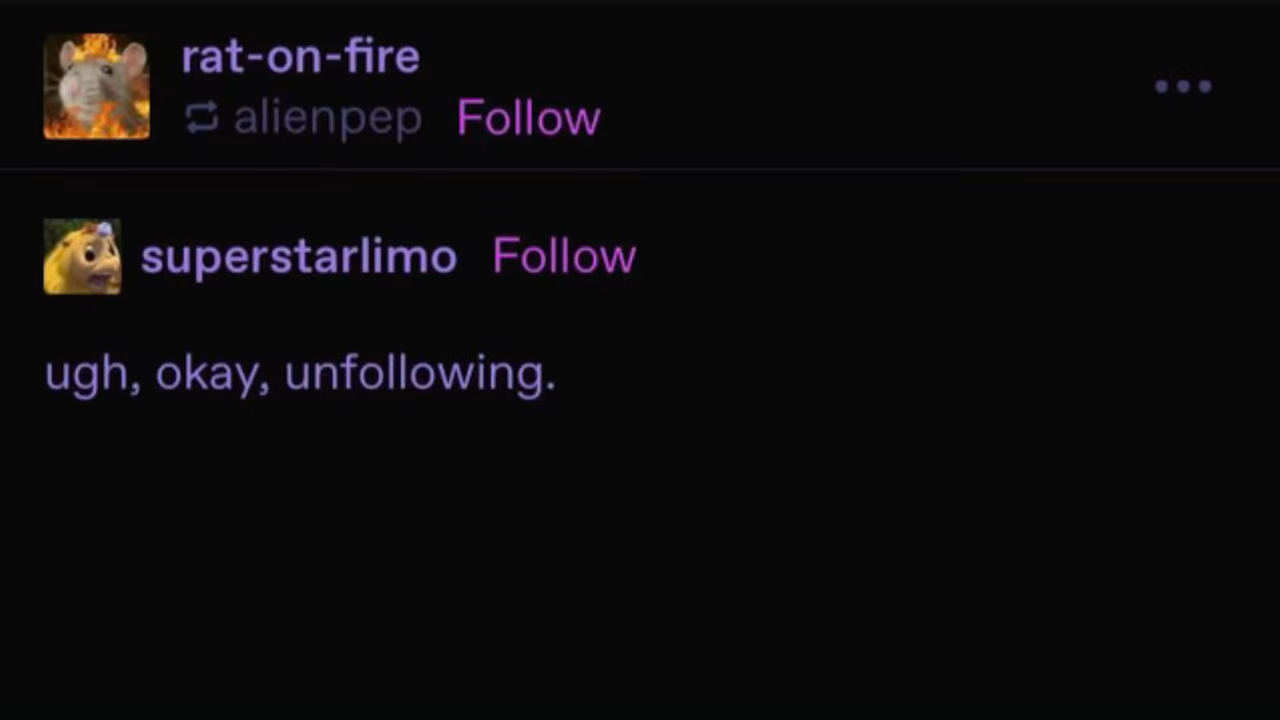 rat-on-fire
alienpep Follow
superstarlimo Follow
ugh, okay, unfollowing.